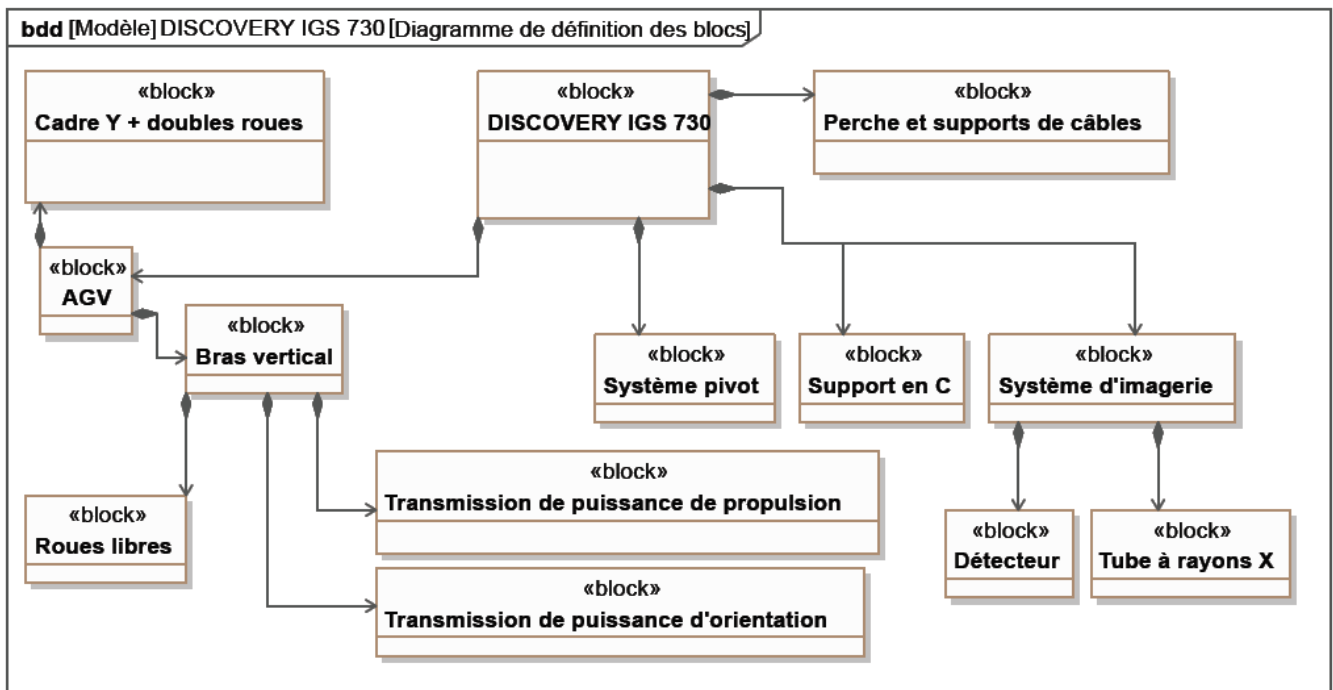 bdd [Modèle] DISCOVERY IGS 730 [Diagramme de définition des blocs]
«block»
Cadre Y + doubles roues
«block»
DISCOVERY IGS 730
«block»
Perche et supports de câbles
«block»
AGV
«block»
Bras vertical
«block»
Système pivot
«block»
Support en C
«block»
Système d'imagerie
«block»
Roues libres
«block»
Transmission de puissance de propulsion
«block»
Transmission de puissance d'orientation
«block»
Détecteur
«block»
Tube à rayons X